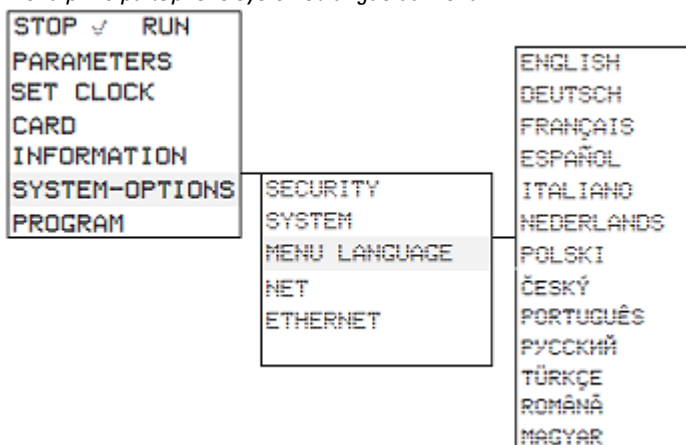 STOP √ RUN
PARAMETERS
SET CLOCK
CARD
INFORMATION
SYSTEM-OPTIONS
PROGRAM
SECURITY
SYSTEM
MENU LANGUAGE
NET
ETHERNET
ENGLISH
DEUTSCH
FRANÇAIS
ESPAÑOL
ITALIANO
NEDERLANDS
POLSKI
ČESKÝ
PORTUGUÊS
РУССКИЙ
TÜRKÇE
ROMÂNĂ
MAGYAR